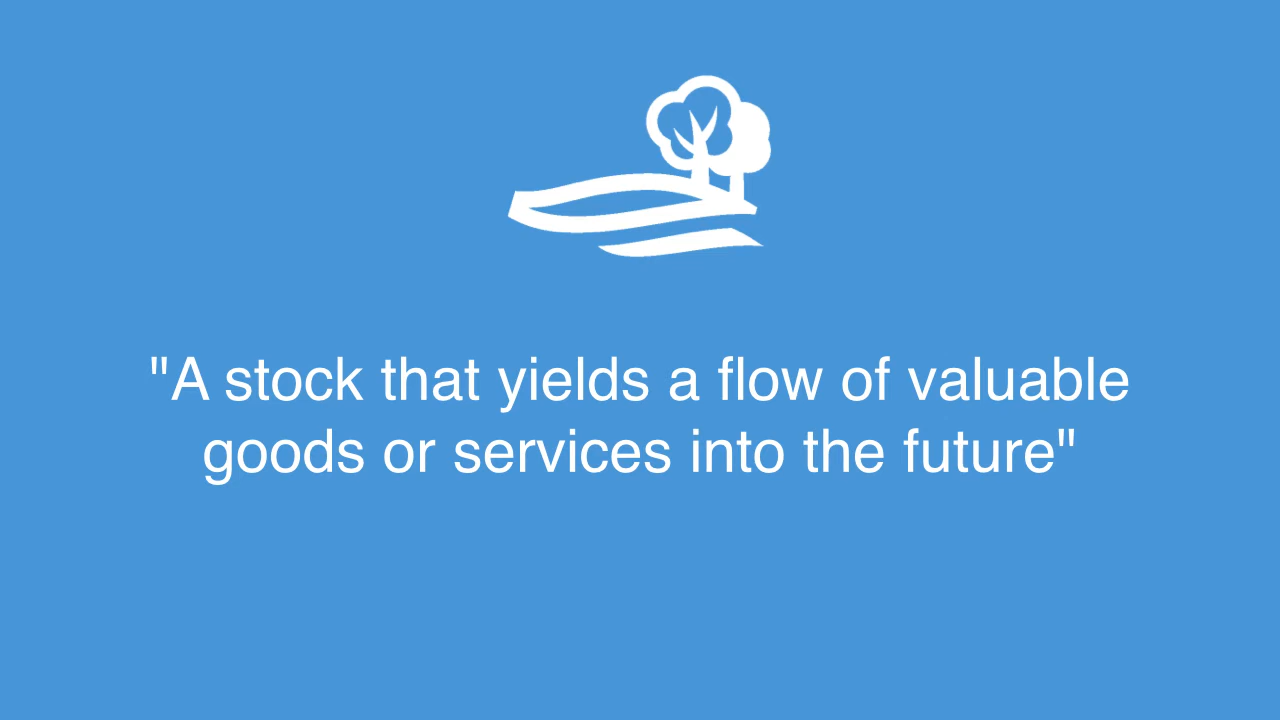 "A stock that yields a flow of valuable
goods or services into the future"